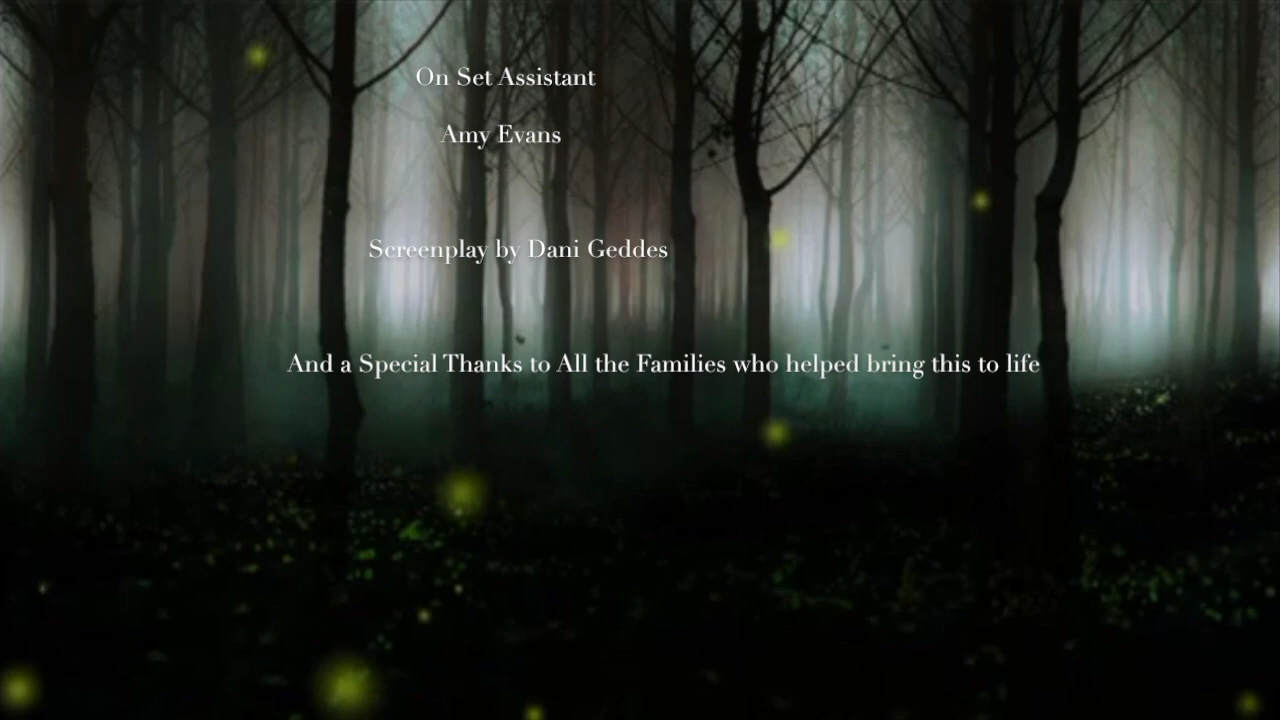 On Set Assistant
Amy Evans
Screenplay by Dani Geddes
And a Special Thanks to All the Families who helped bring this to life